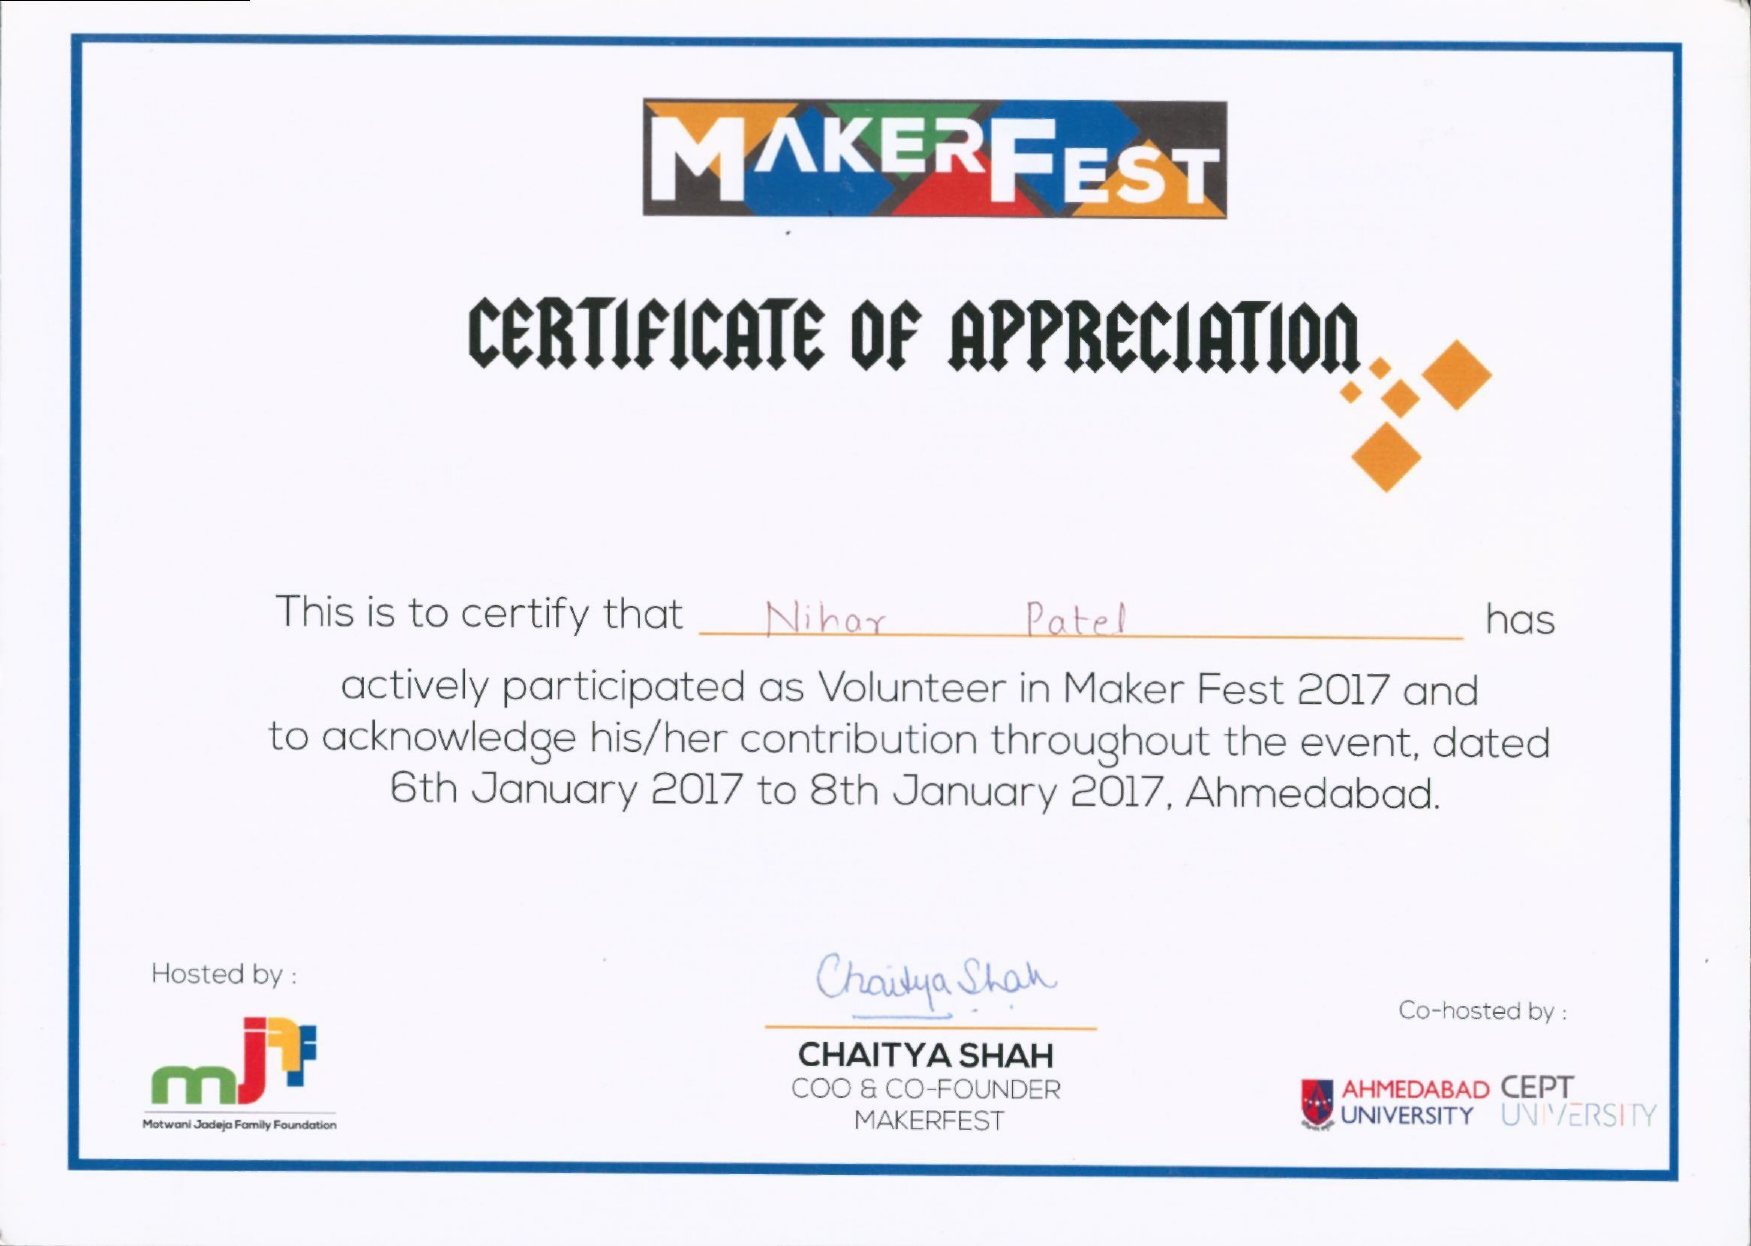 MAKERFEST
CERTIFICATE OF APPRECIATION
This is to certify that Nihar Patel has
actively participated as Volunteer in Maker Fest 2017 and
to acknowledge his/her contribution throughout the event, dated
6th January 2017 to 8th January 2017, Ahmedabad.
Hosted by :
mjff
Motwani Jadeja Family Foundation
Chaitya Shah
CHAITYA SHAH
COO & CO-FOUNDER
MAKERFEST
Co-hosted by :
AHMEDABAD
UNIVERSITY
CEPT
UNIVERSITY